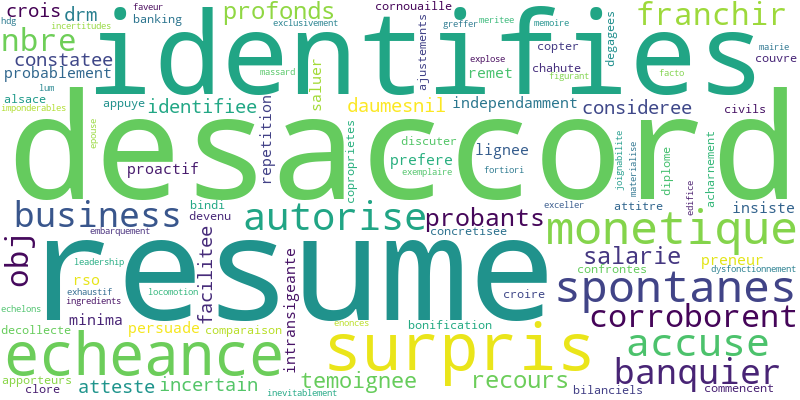 crois drm faveur exclusivement cornouaille meritee memoire
hdg incertitudes banking profonds greffer mairie franchir
nbre identifies ajustements copter degagees
constatee explose chahute couvre
probablement saluer remet massard figurant facto
alsace lum appuye identifiee daumesnil independamment consideree civils
imponderables epouse repetition coproprietes
desaccord
discuter lignee joignabilite materialise diplome acharnement
proactif prefere exemplaire fortiori
business bindi devenu autorise probants exceller attitre edifice insiste
embarquement concretisee monetique
obj resume salarie
leadership facilitee intransigeante confrontes preneur dysfonctionnement
rso locomotion croire spontanes
exhaustif ingredients
echelons minima corroborent
decollecte persuade comparaison enonces bonification
echeance surpris accuse
apporteurs atteste incertain temoignee recours banquier
clore inevitablement bilanciels commencent